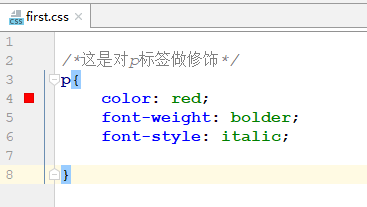 first.css
1
2 /*这是对p标签做修饰*/
3 p{
4 color: red;
5 font-weight: bolder;
6 font-style: italic;
7
8 }